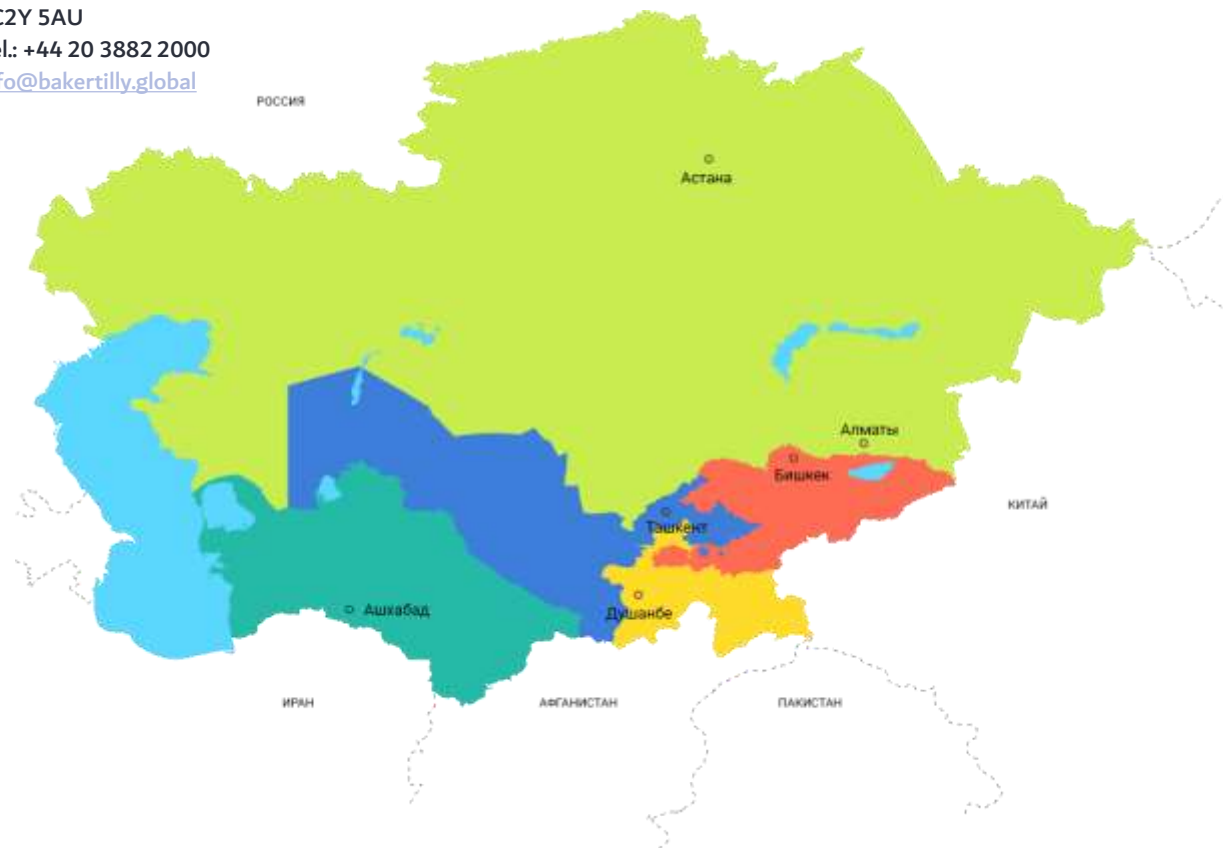 C2Y 5AU
el.: +44 20 3882 2000
fo@bakertilly.global
РОССИЯ
Астана
Алматы
Бишкек
КИТАЙ
Ташкент
Ашхабад
Душанбе
ИРАН
АФГАНИСТАН
ПАКИСТАН